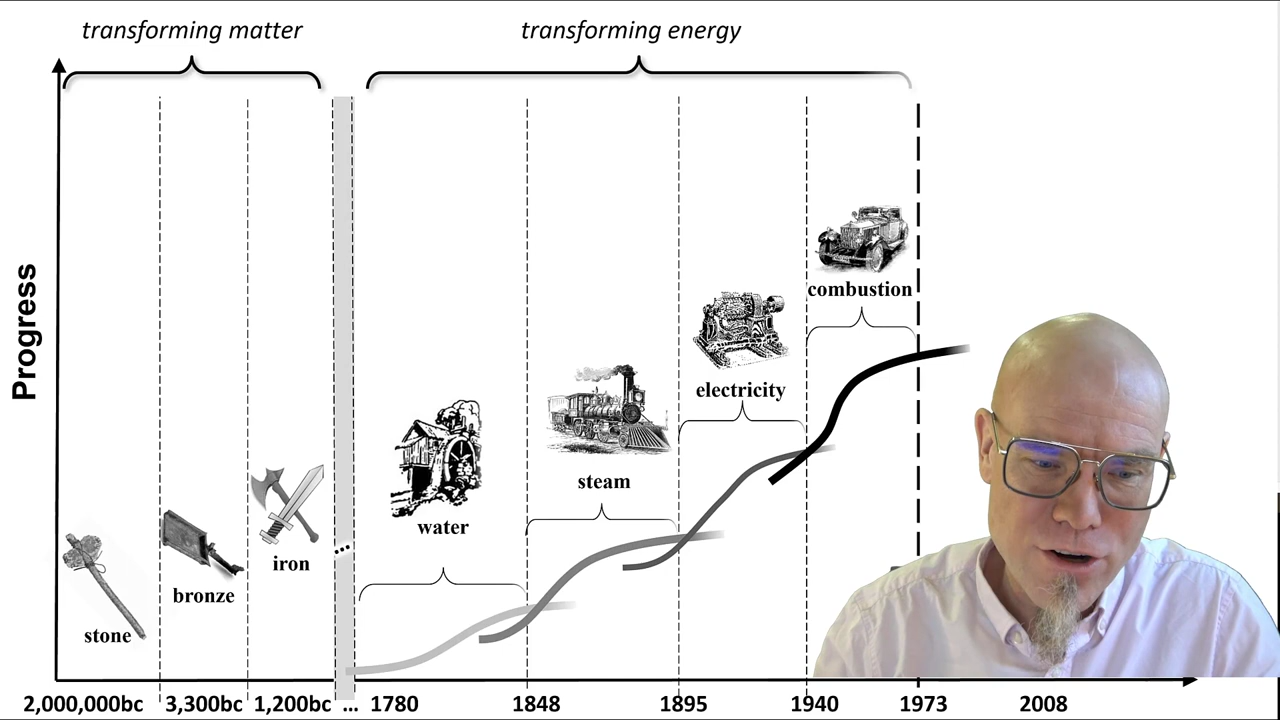 transforming matter
transforming energy
Progress
combustion
electricity
steam
water
iron
bronze
stone
...
2,000,000bc 3,300bc 1,200bc ... 1780 1848 1895 1940 1973 2008